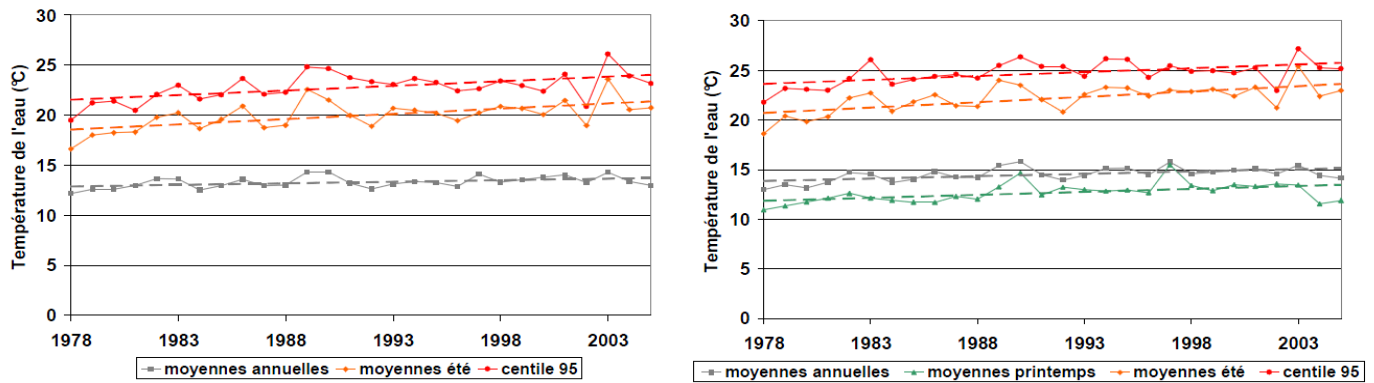 Température de l'eau (°C)
30
25
20
15
10
5
0
1978 1983 1988 1993 1998 2003
moyennes annuelles moyennes été centile 95
Température de l'eau (°C)
30
25
20
15
10
5
0
1978 1983 1988 1993 1998 2003
moyennes annuelles moyennes printemps moyennes été centile 95